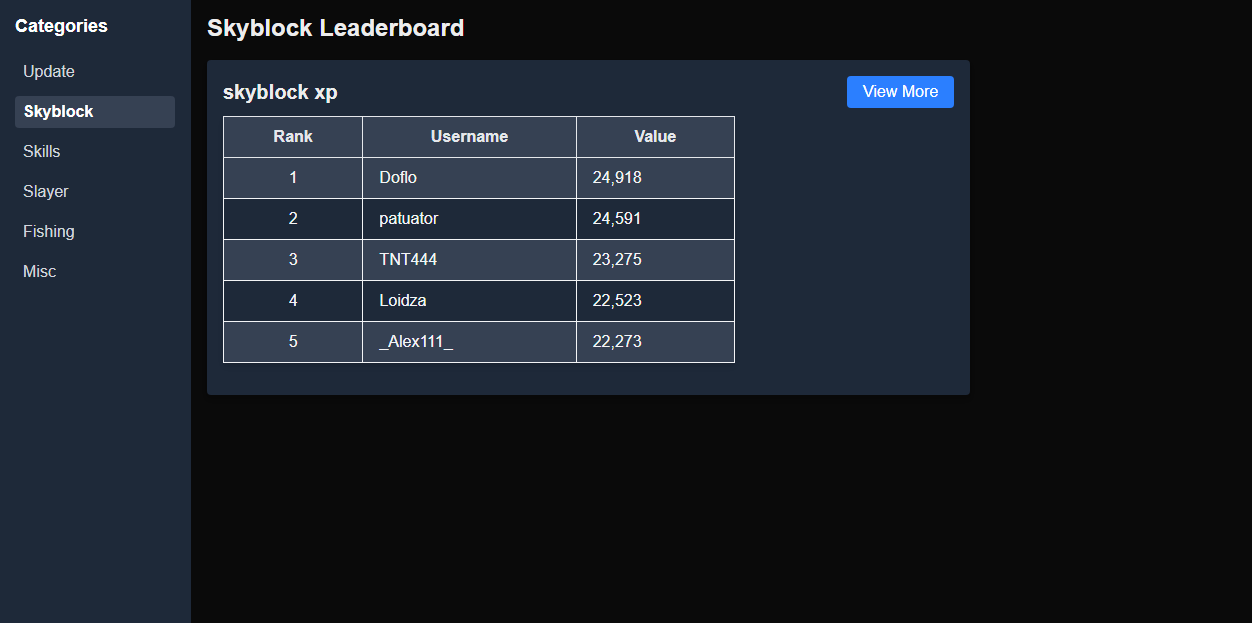 Categories
Update
Skyblock
Skills
Slayer
Fishing
Misc
Skyblock Leaderboard
skyblock xp
View More
Rank Username Value
1 Doflo 24,918
2 patuator 24,591
3 TNT444 23,275
4 Loidza 22,523
5 _Alex111_ 22,273